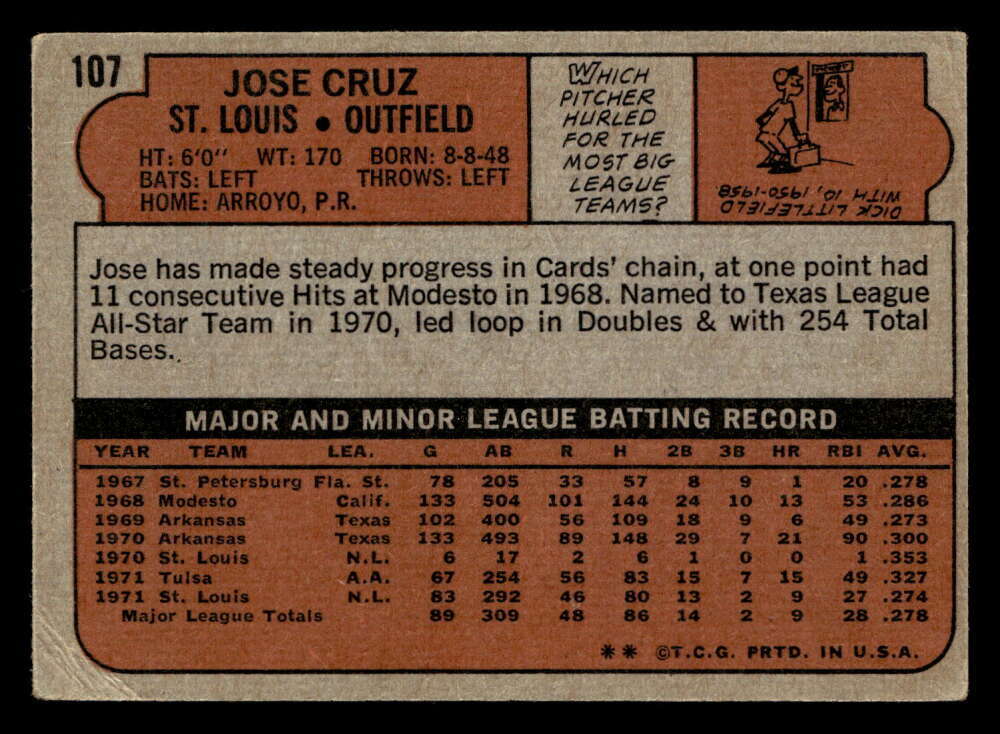 107
JOSE CRUZ
ST. LOUIS • OUTFIELD
HT: 6'0" WT: 170 BORN: 8-8-48
BATS: LEFT THROWS: LEFT
HOME: ARROYO, P.R.
WHICH
PITCHER
HURLED
FOR THE
MOST BIG
LEAGUE
TEAMS?
DICK LITTLEFIELD
WITH 10, 1950-1958
Jose has made steady progress in Cards' chain, at one point had
11 consecutive Hits at Modesto in 1968. Named to Texas League
All-Star Team in 1970, led loop in Doubles & with 254 Total
Bases.
MAJOR AND MINOR LEAGUE BATTING RECORD
YEAR TEAM LEA. G AB R H 2B 3B HR RBI AVG.
1967 St. Petersburg Fla. St. 78 205 33 57 8 9 1 20 .278
1968 Modesto Calif. 133 504 101 144 24 10 13 53 .286
1969 Arkansas Texas 102 400 56 109 18 9 6 49 .273
1970 Arkansas Texas 133 493 89 148 29 7 21 90 .300
1970 St. Louis N.L. 6 17 2 6 1 0 0 1 .353
1971 Tulsa A.A. 67 254 56 83 15 7 15 49 .327
1971 St. Louis N.L. 83 292 46 80 13 2 9 27 .274
Major League Totals 89 309 48 86 14 2 9 28 .278
** ©T.C.G. PRTD. IN U.S.A.